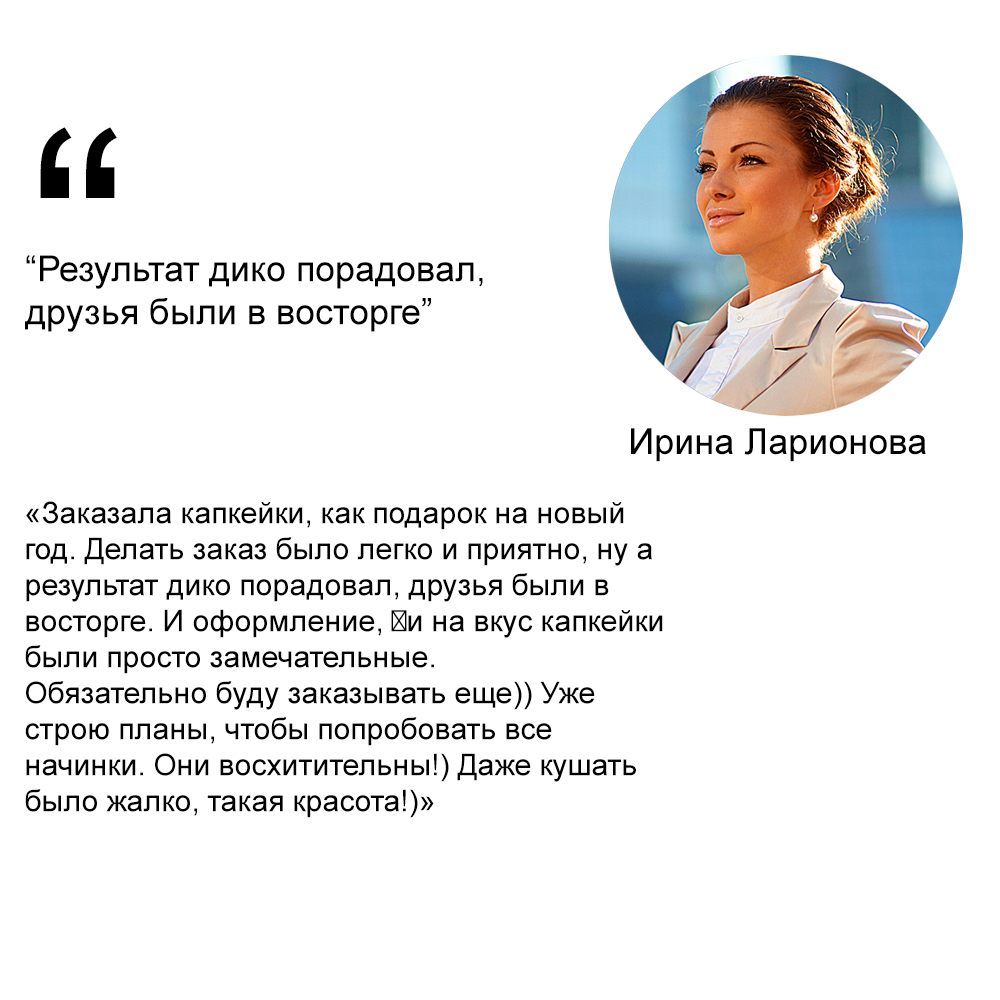 “
“Результат дико порадовал,
друзья были в восторге”
Ирина Ларионова
«Заказала капкейки, как подарок на новый
год. Делать заказ было легко и приятно, ну а
результат дико порадовал, друзья были в
восторге. И оформление, и на вкус капкейки
были просто замечательные.
Обязательно буду заказывать еще)) Уже
строю планы, чтобы попробовать все
начинки. Они восхитительны!) Даже кушать
было жалко, такая красота!)»